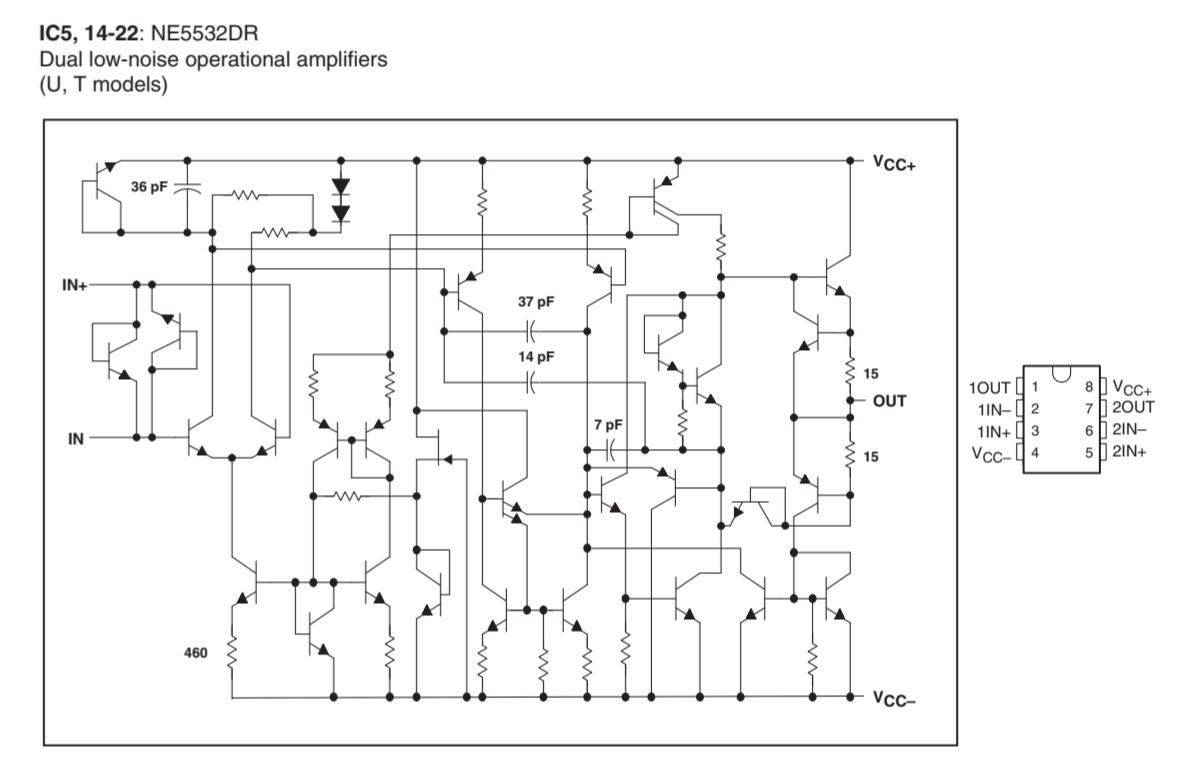 IC5, 14-22: NE5532DR
Dual low-noise operational amplifiers
(U, T models)
VCC+
36 pF
IN+
37 pF
14 pF
15
OUT
7 pF
IN
15
460
VCC–
1OUT 1 8 VCC+
1IN– 2 7 2OUT
1IN+ 3 6 2IN–
VCC– 4 5 2IN+